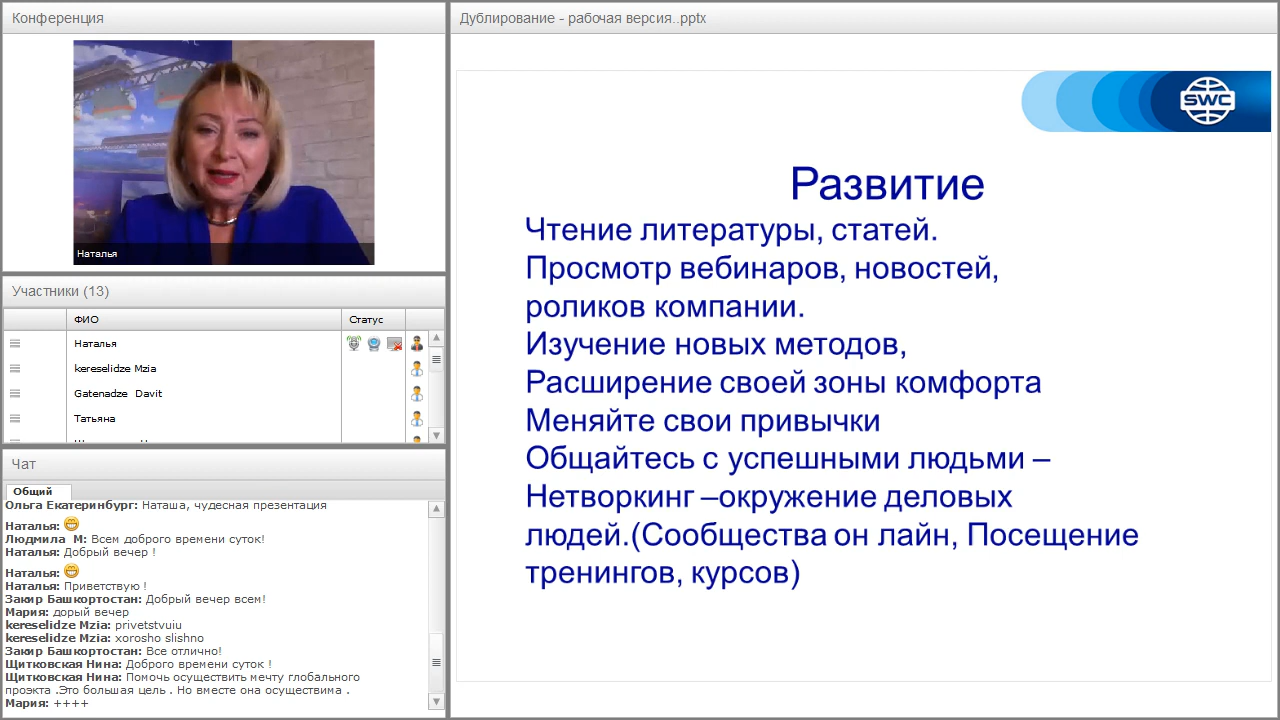 Конференция
Наталья
Участники (13)
ФИО
Статус
Наталья
kereselidze Mzia
Gatenadze Davit
Татьяна
Чат
Общий
Ольга Екатеринбург: Наташа, чудесная презентация
Наталья:
Людмила М: Всем доброго времени суток!
Наталья: Добрый вечер !
Наталья:
Наталья: Приветствую !
Закир Башкортостан: Добрый вечер всем!
Мария: дорый вечер
kereselidze Mzia: privetstvuiu
kereselidze Mzia: xorosho slishno
Закир Башкортостан: Все отлично!
Щитковская Нина: Доброго времени суток !
Щитковская Нина: Помочь осуществить мечту глобального
проэкта .Это большая цель . Но вместе она осуществима .
Мария: ++++
Дублирование - рабочая версия..pptx
SWC
Развитие
Чтение литературы, статей.
Просмотр вебинаров, новостей,
роликов компании.
Изучение новых методов,
Расширение своей зоны комфорта
Меняйте свои привычки
Общайтесь с успешными людьми –
Нетворкинг –окружение деловых
людей.(Сообщества он лайн, Посещение
тренингов, курсов)